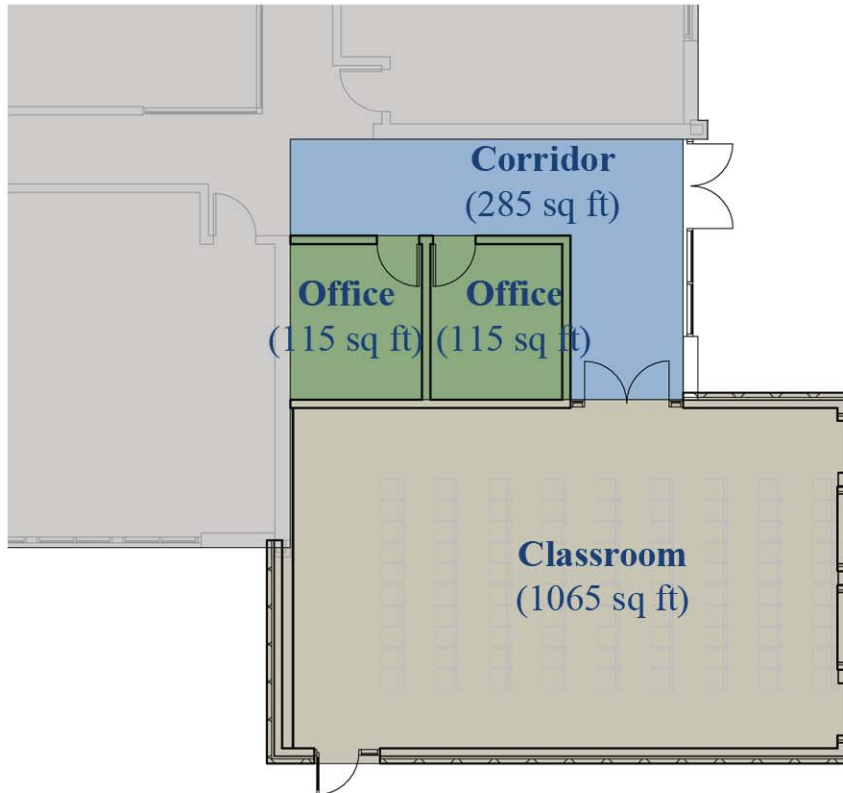 Corridor
(285 sq ft)
Office
(115 sq ft)
Office
(115 sq ft)
Classroom
(1065 sq ft)